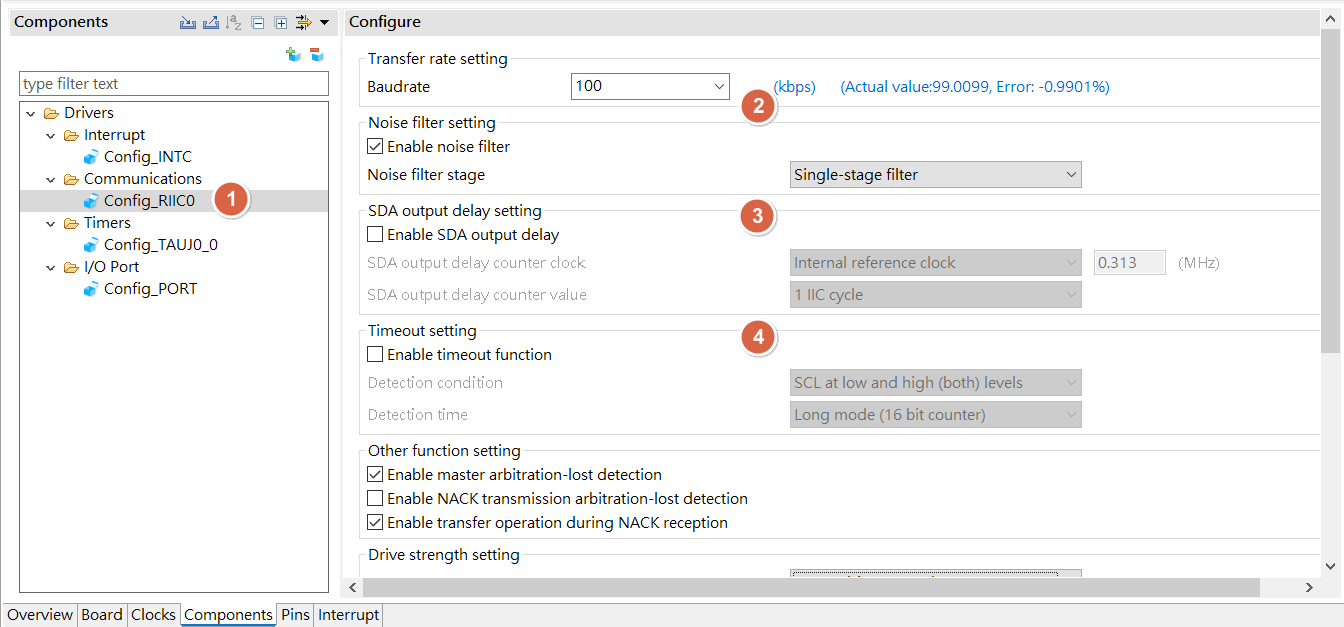 Components
Configure
type filter text
Drivers
Interrupt
Config_INTC
Communications
Config_RIIC0
1
Timers
Config_TAUJ0_0
I/O Port
Config_PORT
Transfer rate setting
Baudrate 100 (kbps) (Actual value:99.0099, Error: -0.9901%)
2
Noise filter setting
Enable noise filter
Noise filter stage Single-stage filter
SDA output delay setting
3
Enable SDA output delay
SDA output delay counter clock Internal reference clock 0.313 (MHz)
SDA output delay counter value 1 IIC cycle
Timeout setting
4
Enable timeout function
Detection condition SCL at low and high (both) levels
Detection time Long mode (16 bit counter)
Other function setting
Enable master arbitration-lost detection
Enable NACK transmission arbitration-lost detection
Enable transfer operation during NACK reception
Drive strength setting
Overview Board Clocks Components Pins Interrupt